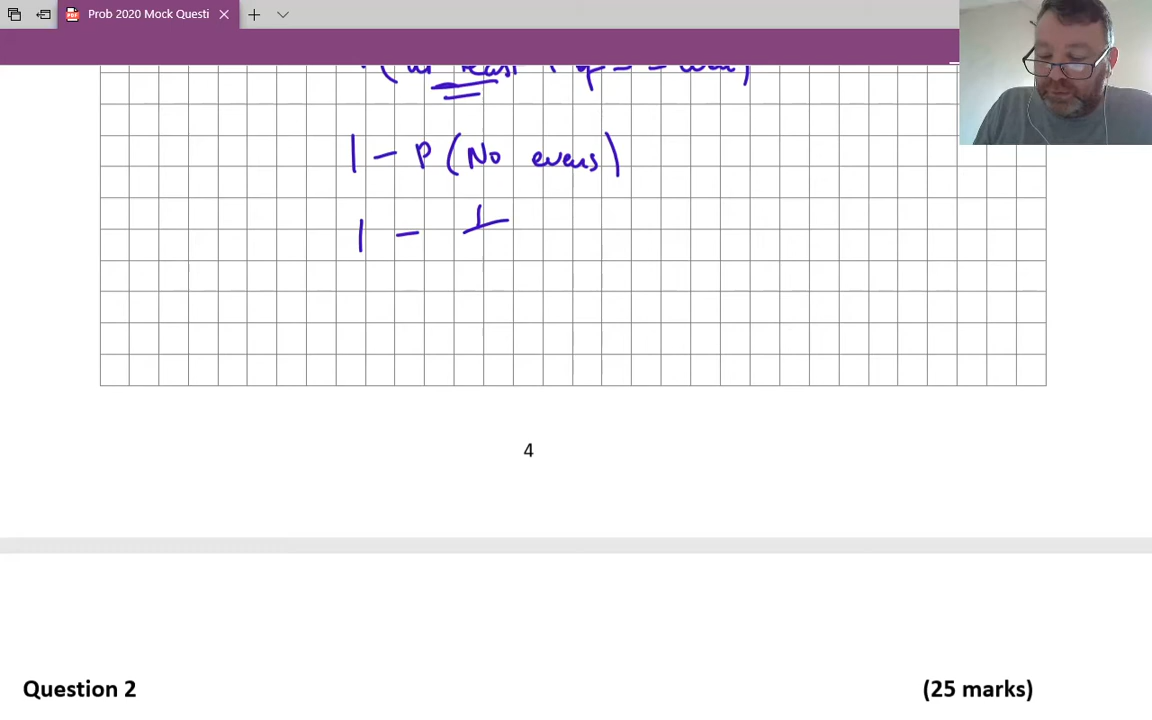 Prob 2020 Mock Questi
1 - P (No evens)
1 - 1
4
Question 2 (25 marks)